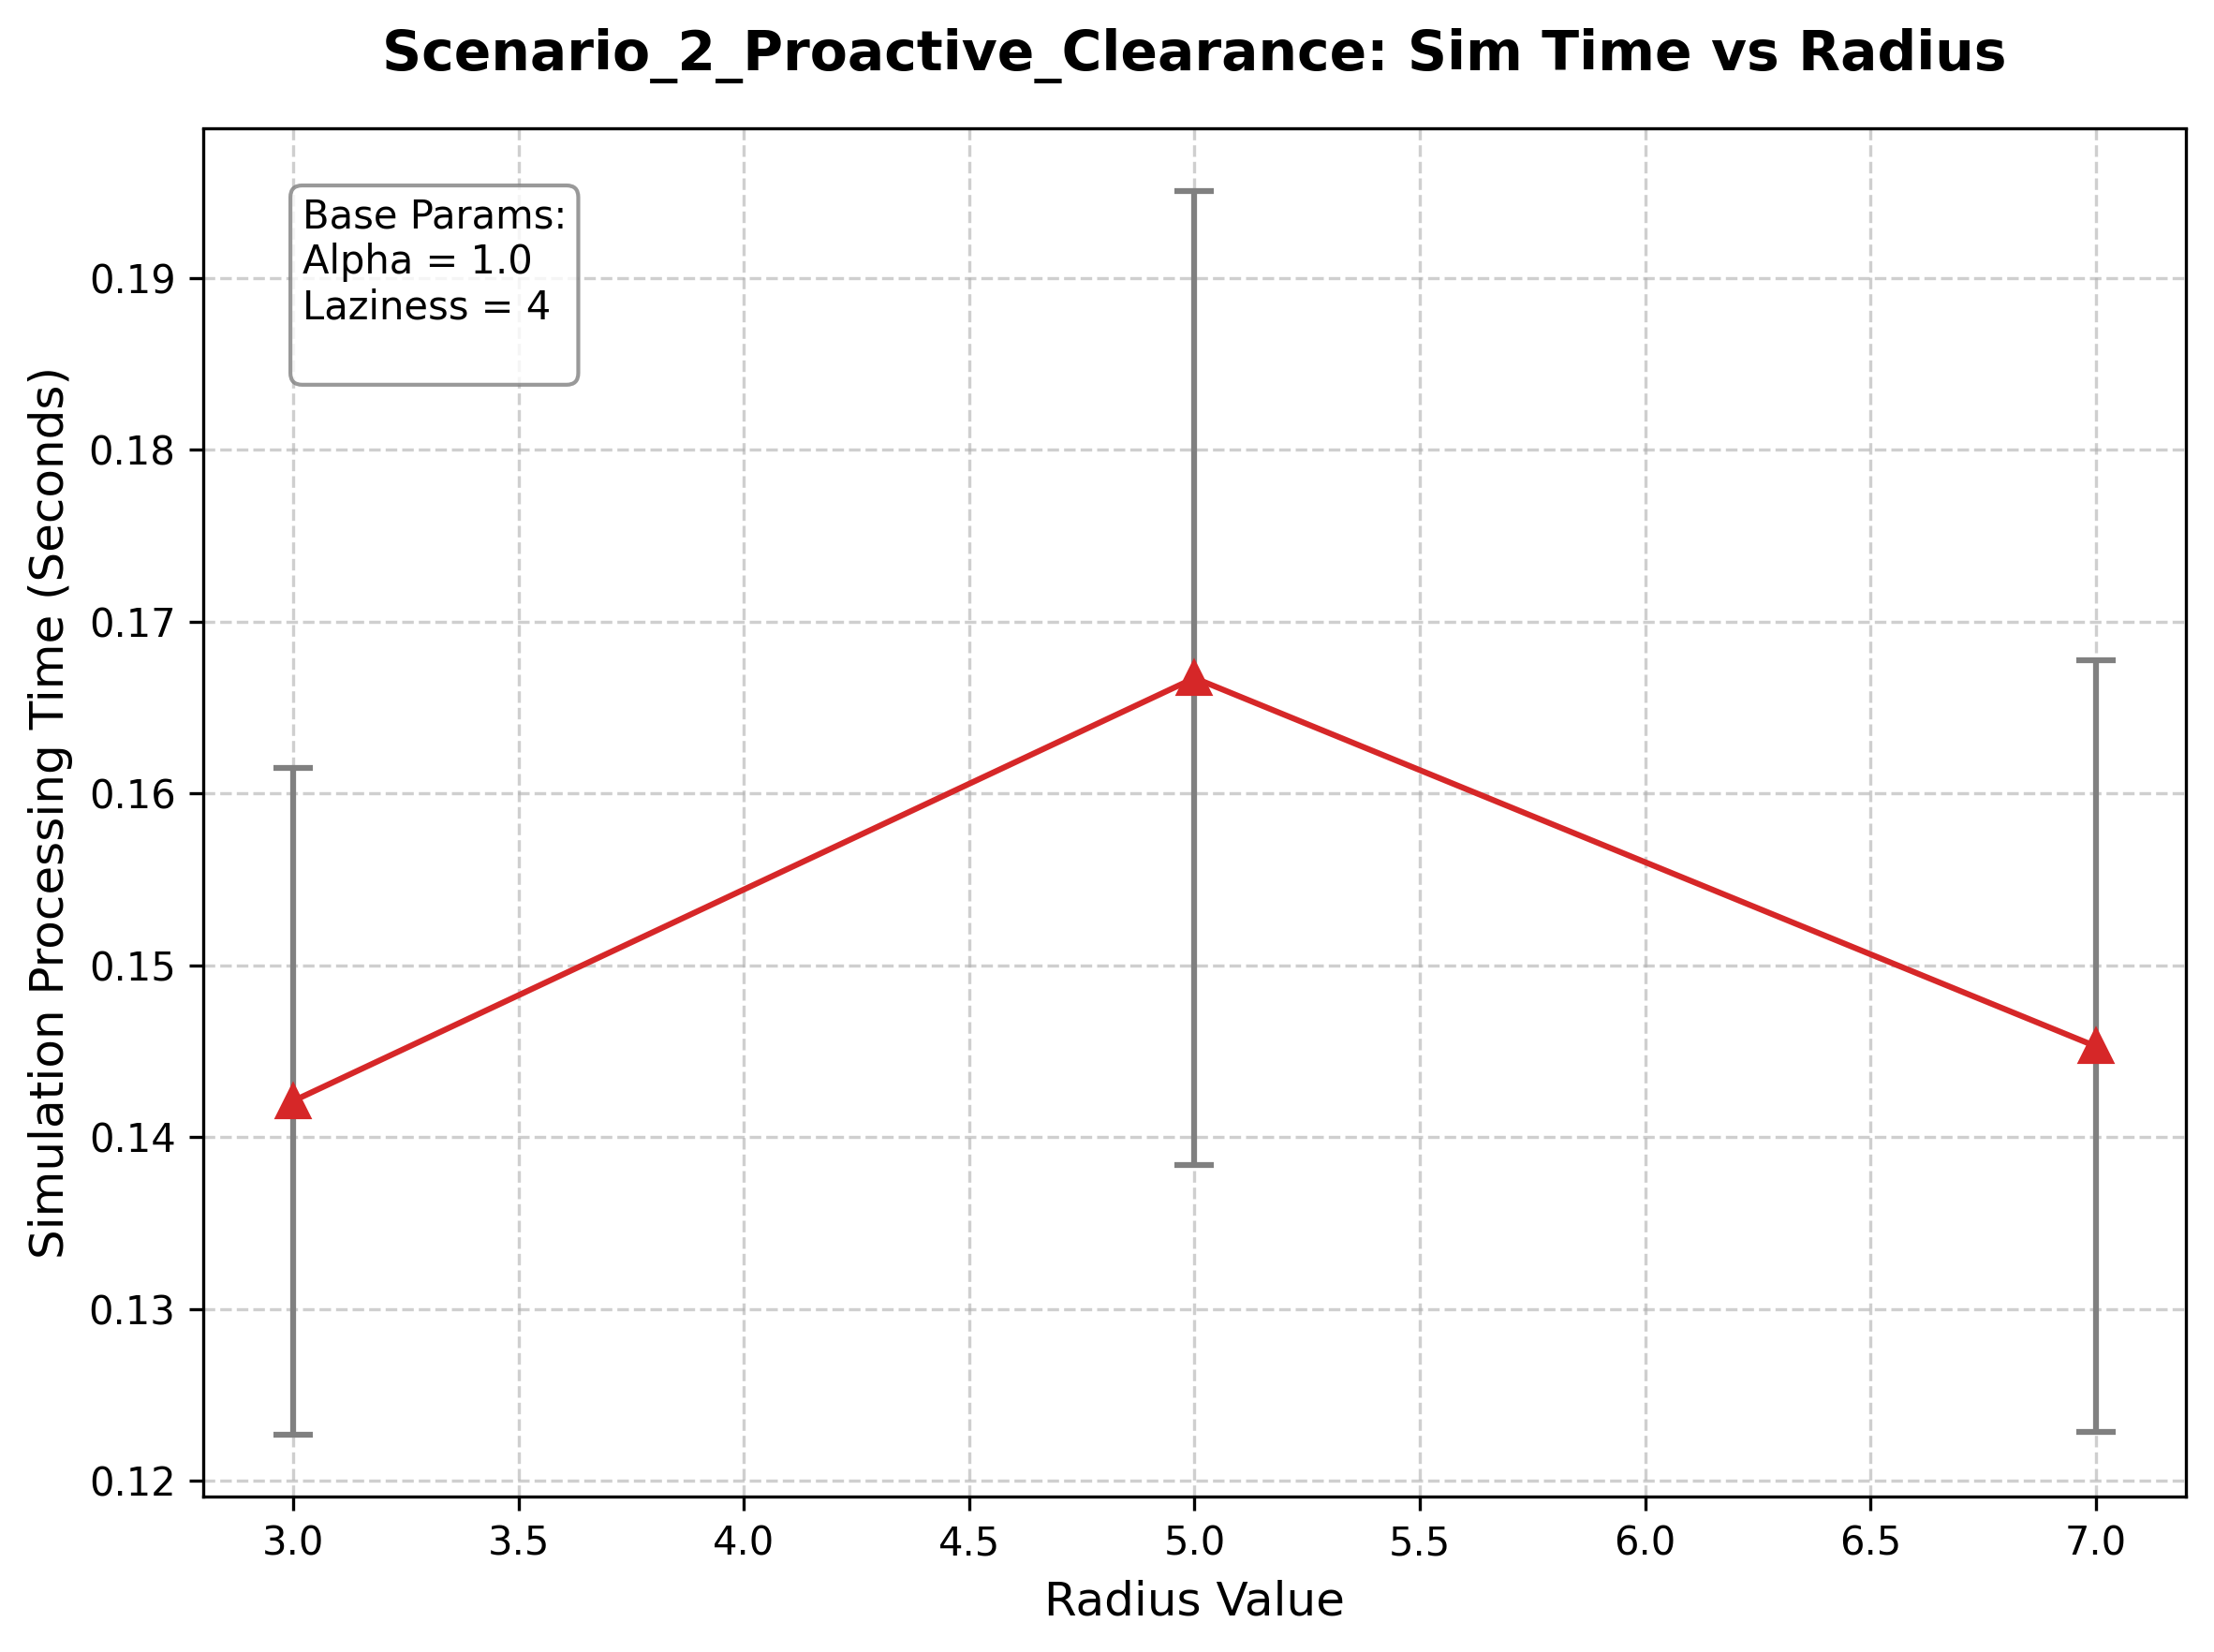 Scenario_2_Proactive_Clearance: Sim Time vs Radius
Base Params:
Alpha = 1.0
Laziness = 4
Simulation Processing Time (Seconds)
0.19
0.18
0.17
0.16
0.15
0.14
0.13
0.12
3.0 3.5 4.0 4.5 5.0 5.5 6.0 6.5 7.0
Radius Value